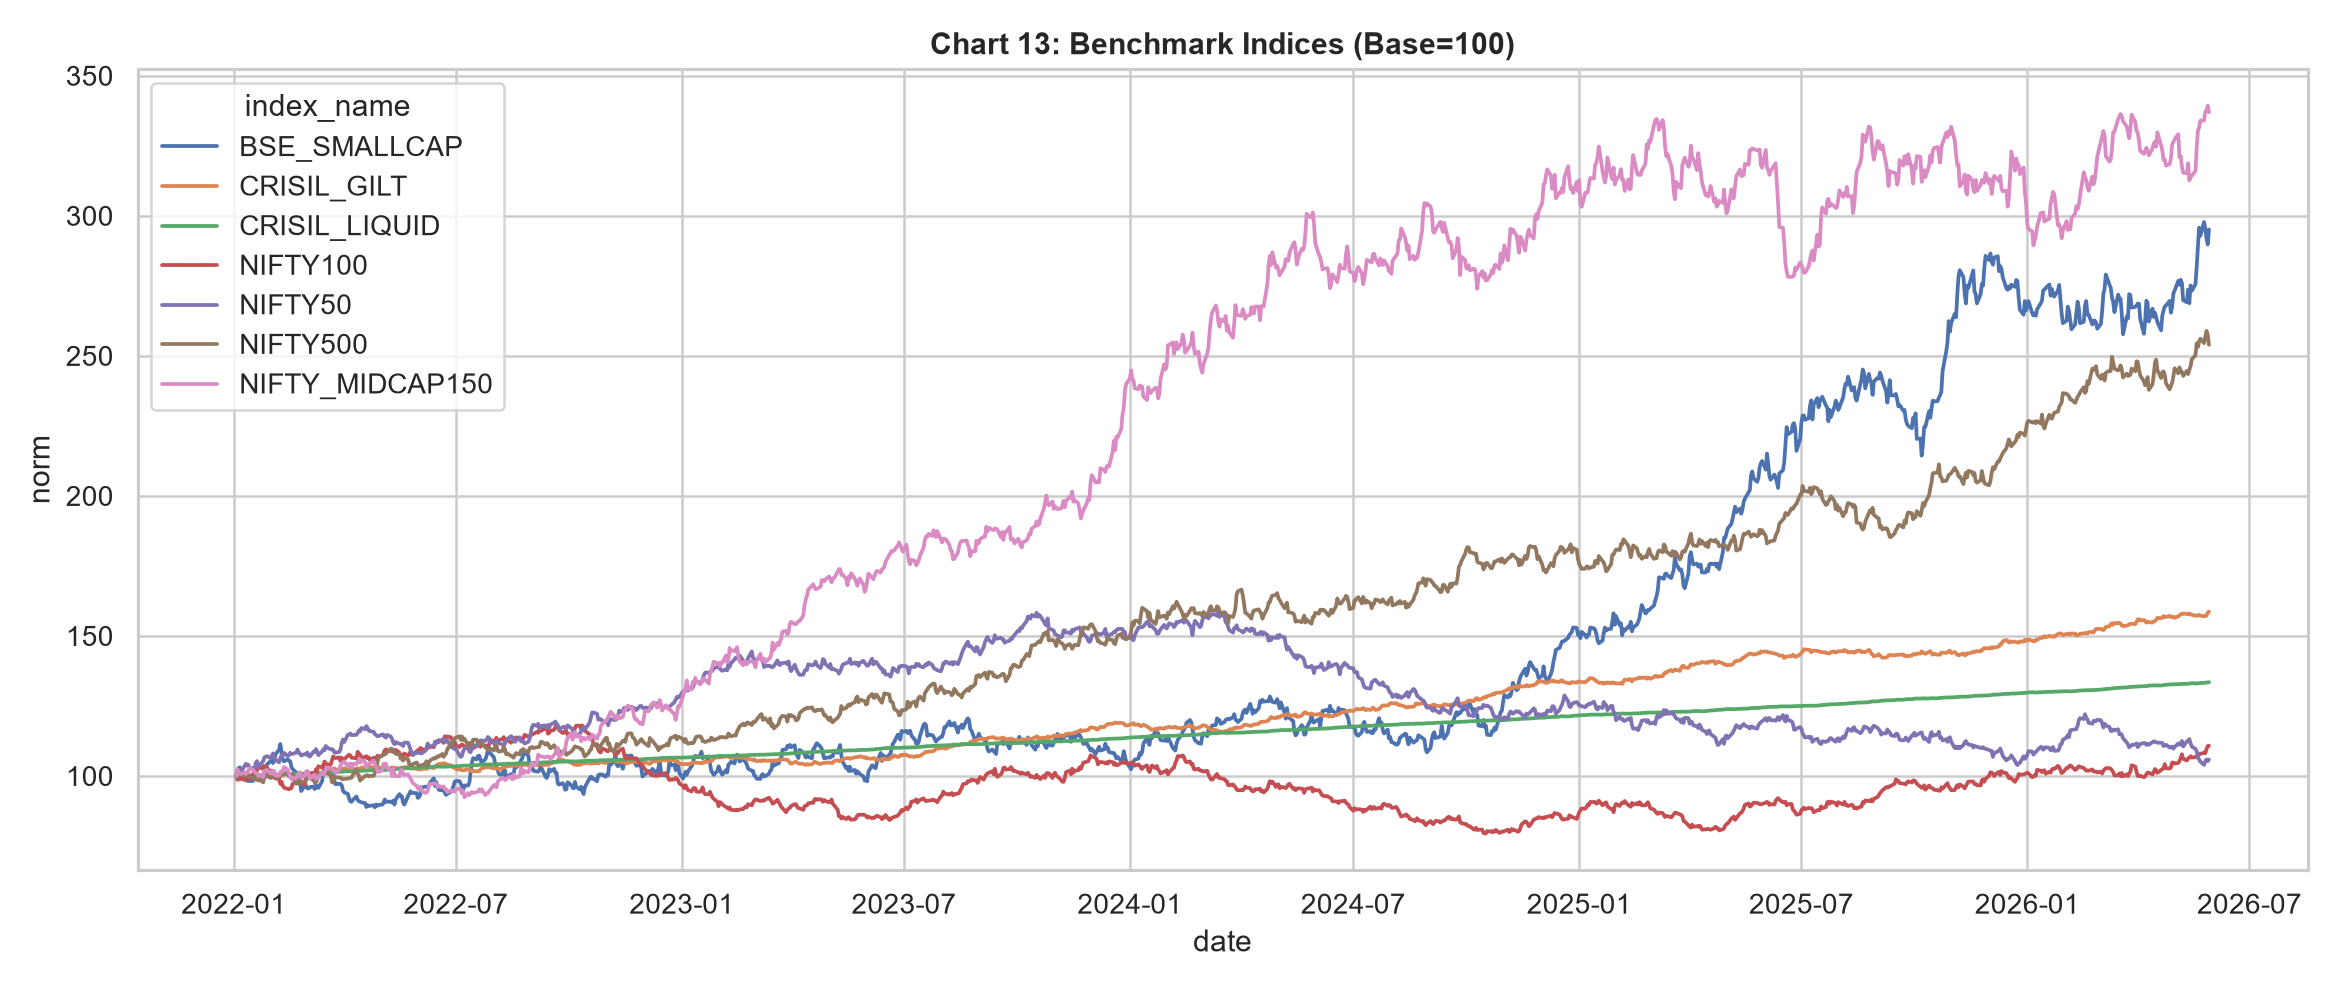 Chart 13: Benchmark Indices (Base=100)
350
300
250
200
150
100
norm
index_name
BSE_SMALLCAP
CRISIL_GILT
CRISIL_LIQUID
NIFTY100
NIFTY50
NIFTY500
NIFTY_MIDCAP150
2022-01 2022-07 2023-01 2023-07 2024-01 2024-07 2025-01 2025-07 2026-01 2026-07
date